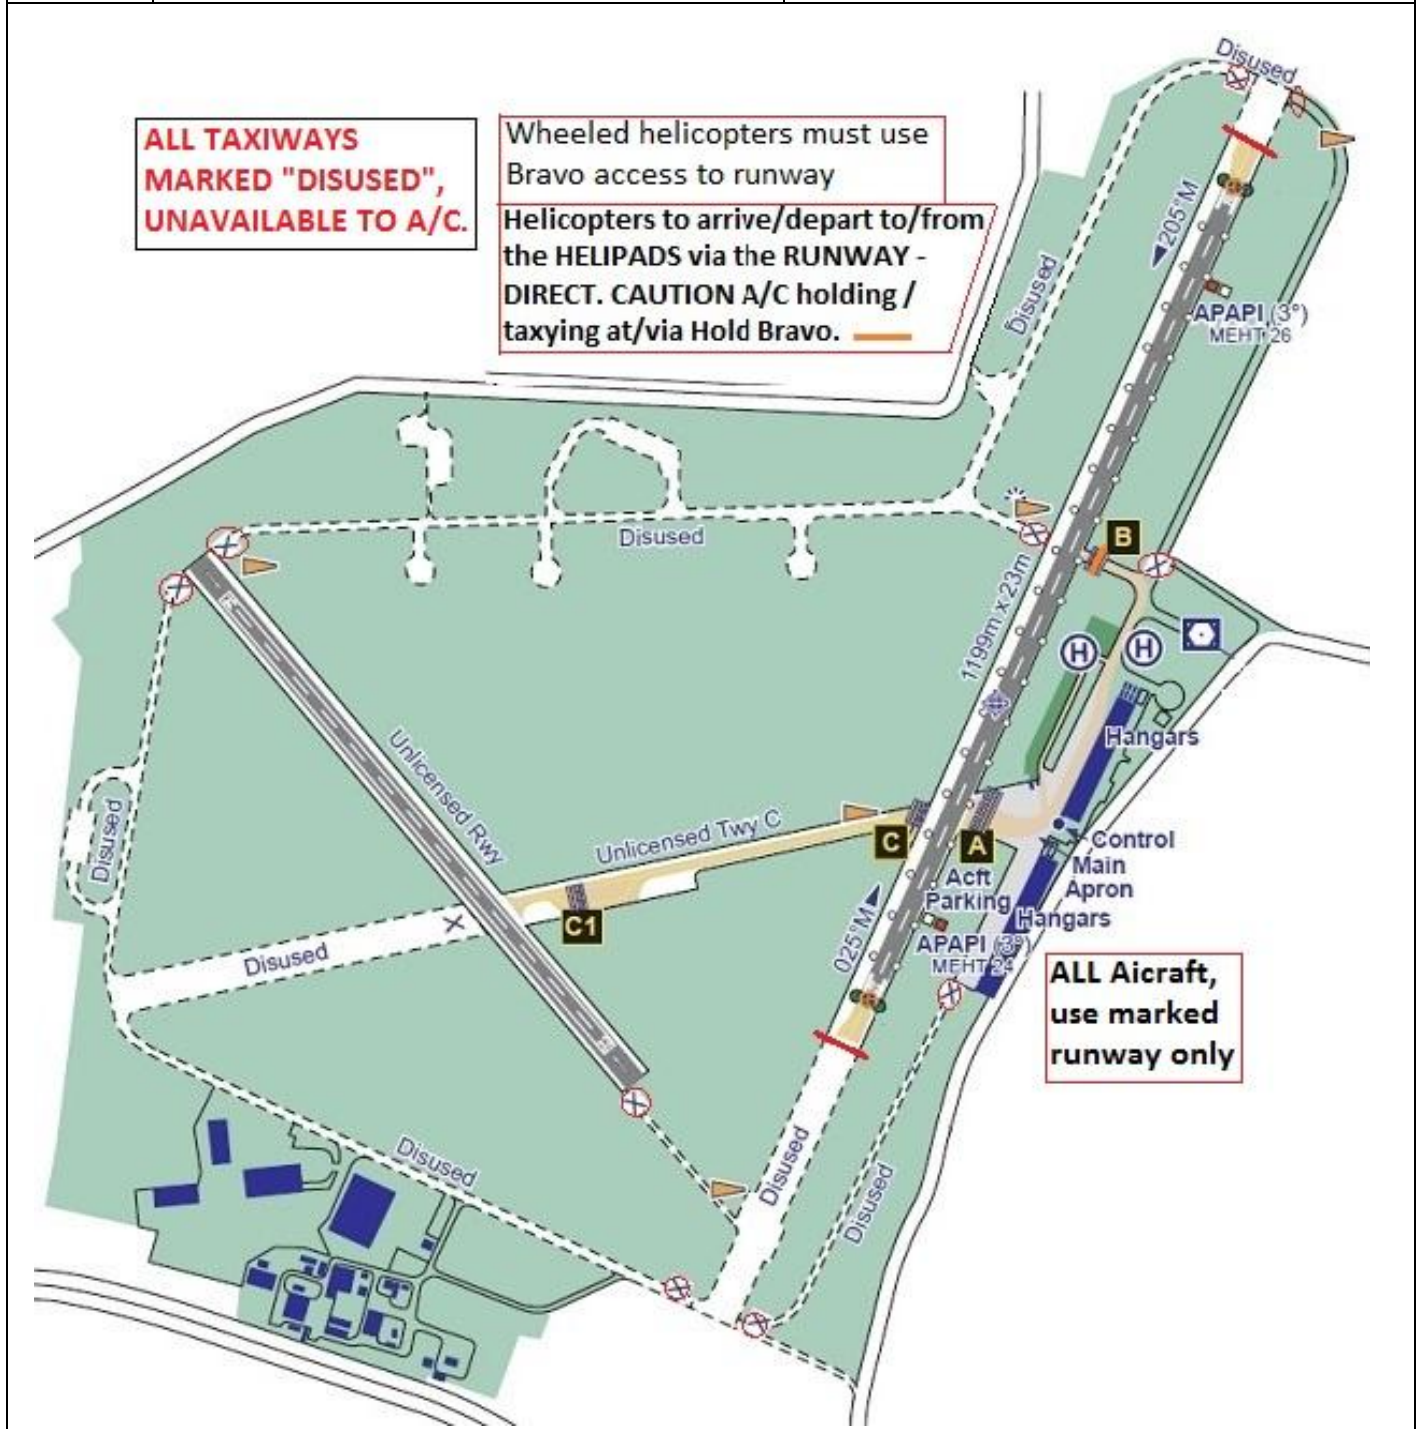 Disused
ALL TAXIWAYS
MARKED "DISUSED",
UNAVAILABLE TO A/C.
Wheeled helicopters must use
Bravo access to runway
Helicopters to arrive/depart to/from
the HELIPADS via the RUNWAY -
DIRECT. CAUTION A/C holding /
taxying at/via Hold Bravo.
205°M
Disused
APAPI (3°)
MEHT 26
Disused
B
1199m x 23m
H
H
Hangars
Unlicensed Rwy
Disused
Unlicensed Twy C
C
A
Control
Main
Apron
Acft
Parking
Hangars
C1
025°M
APAPI (3°)
MEHT 24
Disused
ALL Aicraft,
use marked
runway only
Disused
Disused
Disused